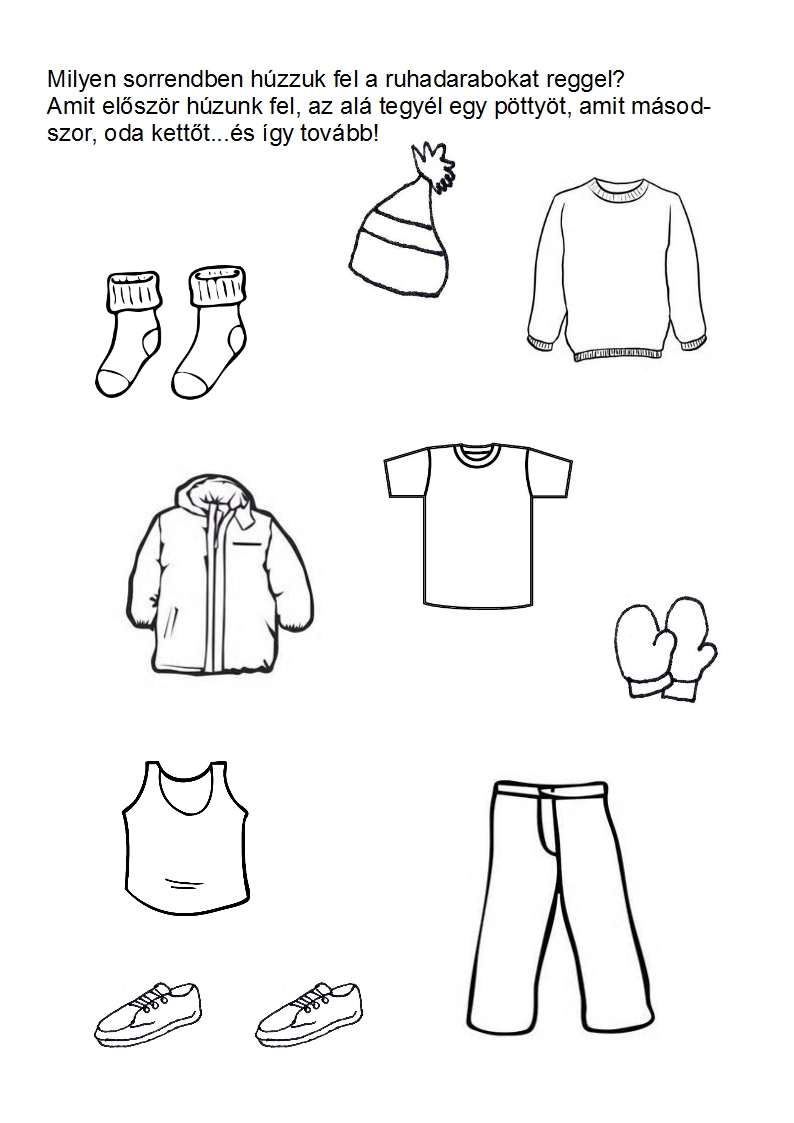 Milyen sorrendben húzzuk fel a ruhadarabokat reggel?
Amit először húzunk fel, az alá tegyél egy pöttyöt, amit másod-
szor, oda kettőt...és így tovább!